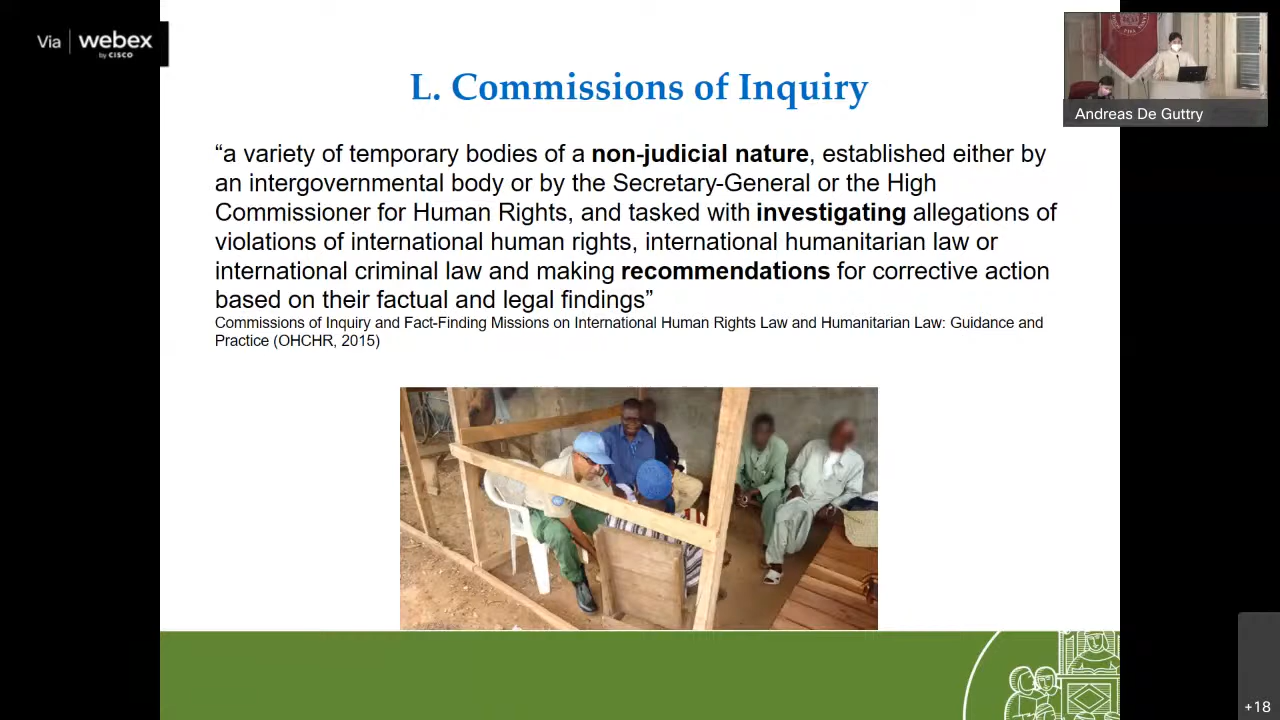 Via webex
by CISCO
L. Commissions of Inquiry
Andreas De Guttry
“a variety of temporary bodies of a non-judicial nature, established either by
an intergovernmental body or by the Secretary-General or the High
Commissioner for Human Rights, and tasked with investigating allegations of
violations of international human rights, international humanitarian law or
international criminal law and making recommendations for corrective action
based on their factual and legal findings”
Commissions of Inquiry and Fact-Finding Missions on International Human Rights Law and Humanitarian Law: Guidance and
Practice (OHCHR, 2015)
+18